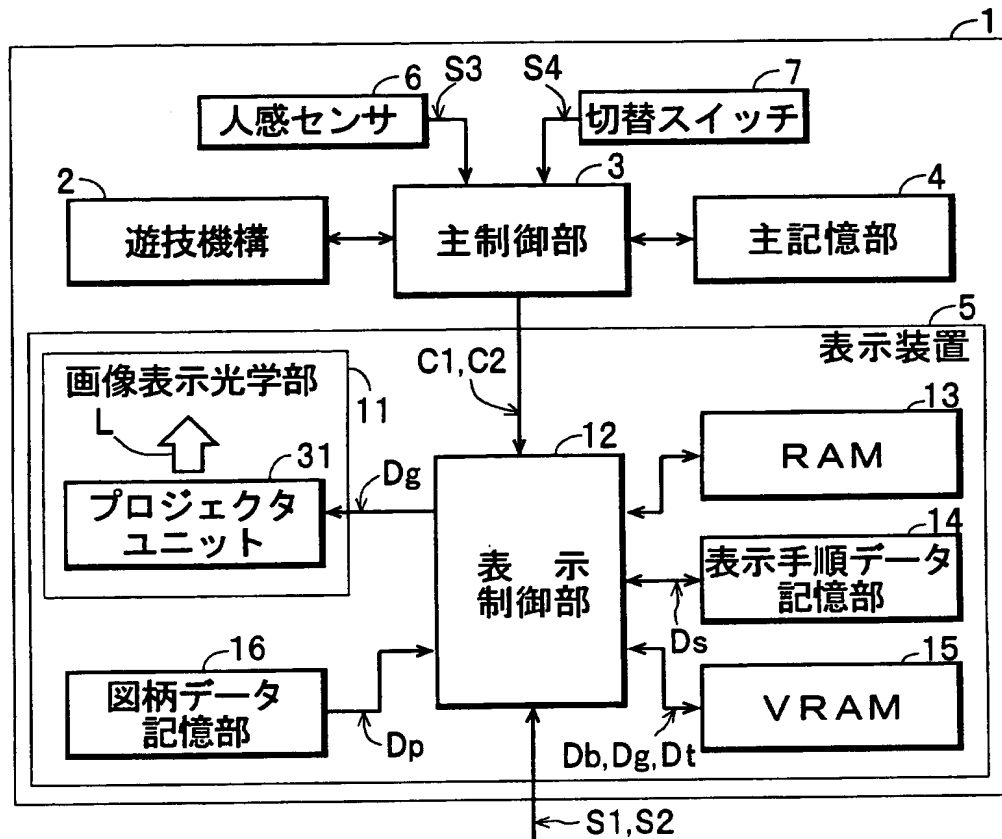 1
6
S3
S4
7
人感センサ
切替スイッチ
2
3
4
遊技機構
主制御部
主記憶部
5
表示装置
C1,C2
画像表示光学部
11
L
31
プロジェクタ
ユニット
Dg
12
表 示
制御部
13
RAM
14
表示手順データ
記憶部
Ds
16
図柄データ
記憶部
Dp
15
VRAM
Db,Dg,Dt
S1,S2